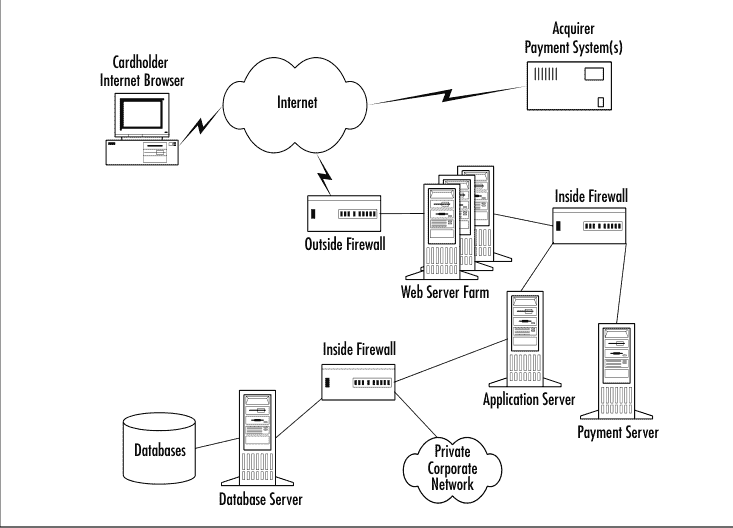 Acquirer
Payment System(s)
Cardholder
Internet Browser
Internet
Inside Firewall
Outside Firewall
Web Server Farm
Inside Firewall
Application Server
Payment Server
Databases
Private
Corporate
Network
Database Server